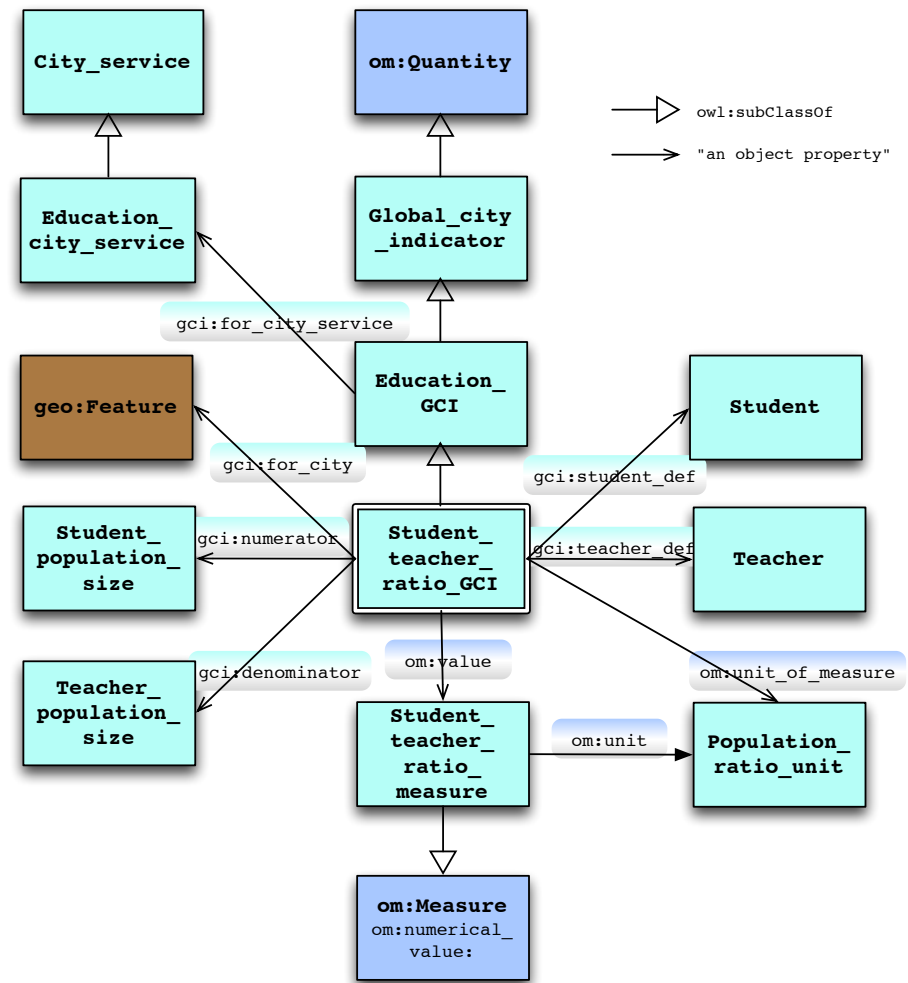 City_service
om:Quantity
owl:subClassOf
"an object property"
Education_
city_service
Global_city
_indicator
gci:for_city_service
geo:Feature
Education_
GCI
Student
gci:for_city
gci:student_def
Student_
population_
size
gci:numerator
Student_
teacher_
ratio_GCI
gci:teacher_def
Teacher
Teacher_
population_
size
gci:denominator
om:value
om:unit_of_measure
Student_
teacher_
ratio_
measure
om:unit
Population_
ratio_unit
om:Measure
om:numerical_
value: